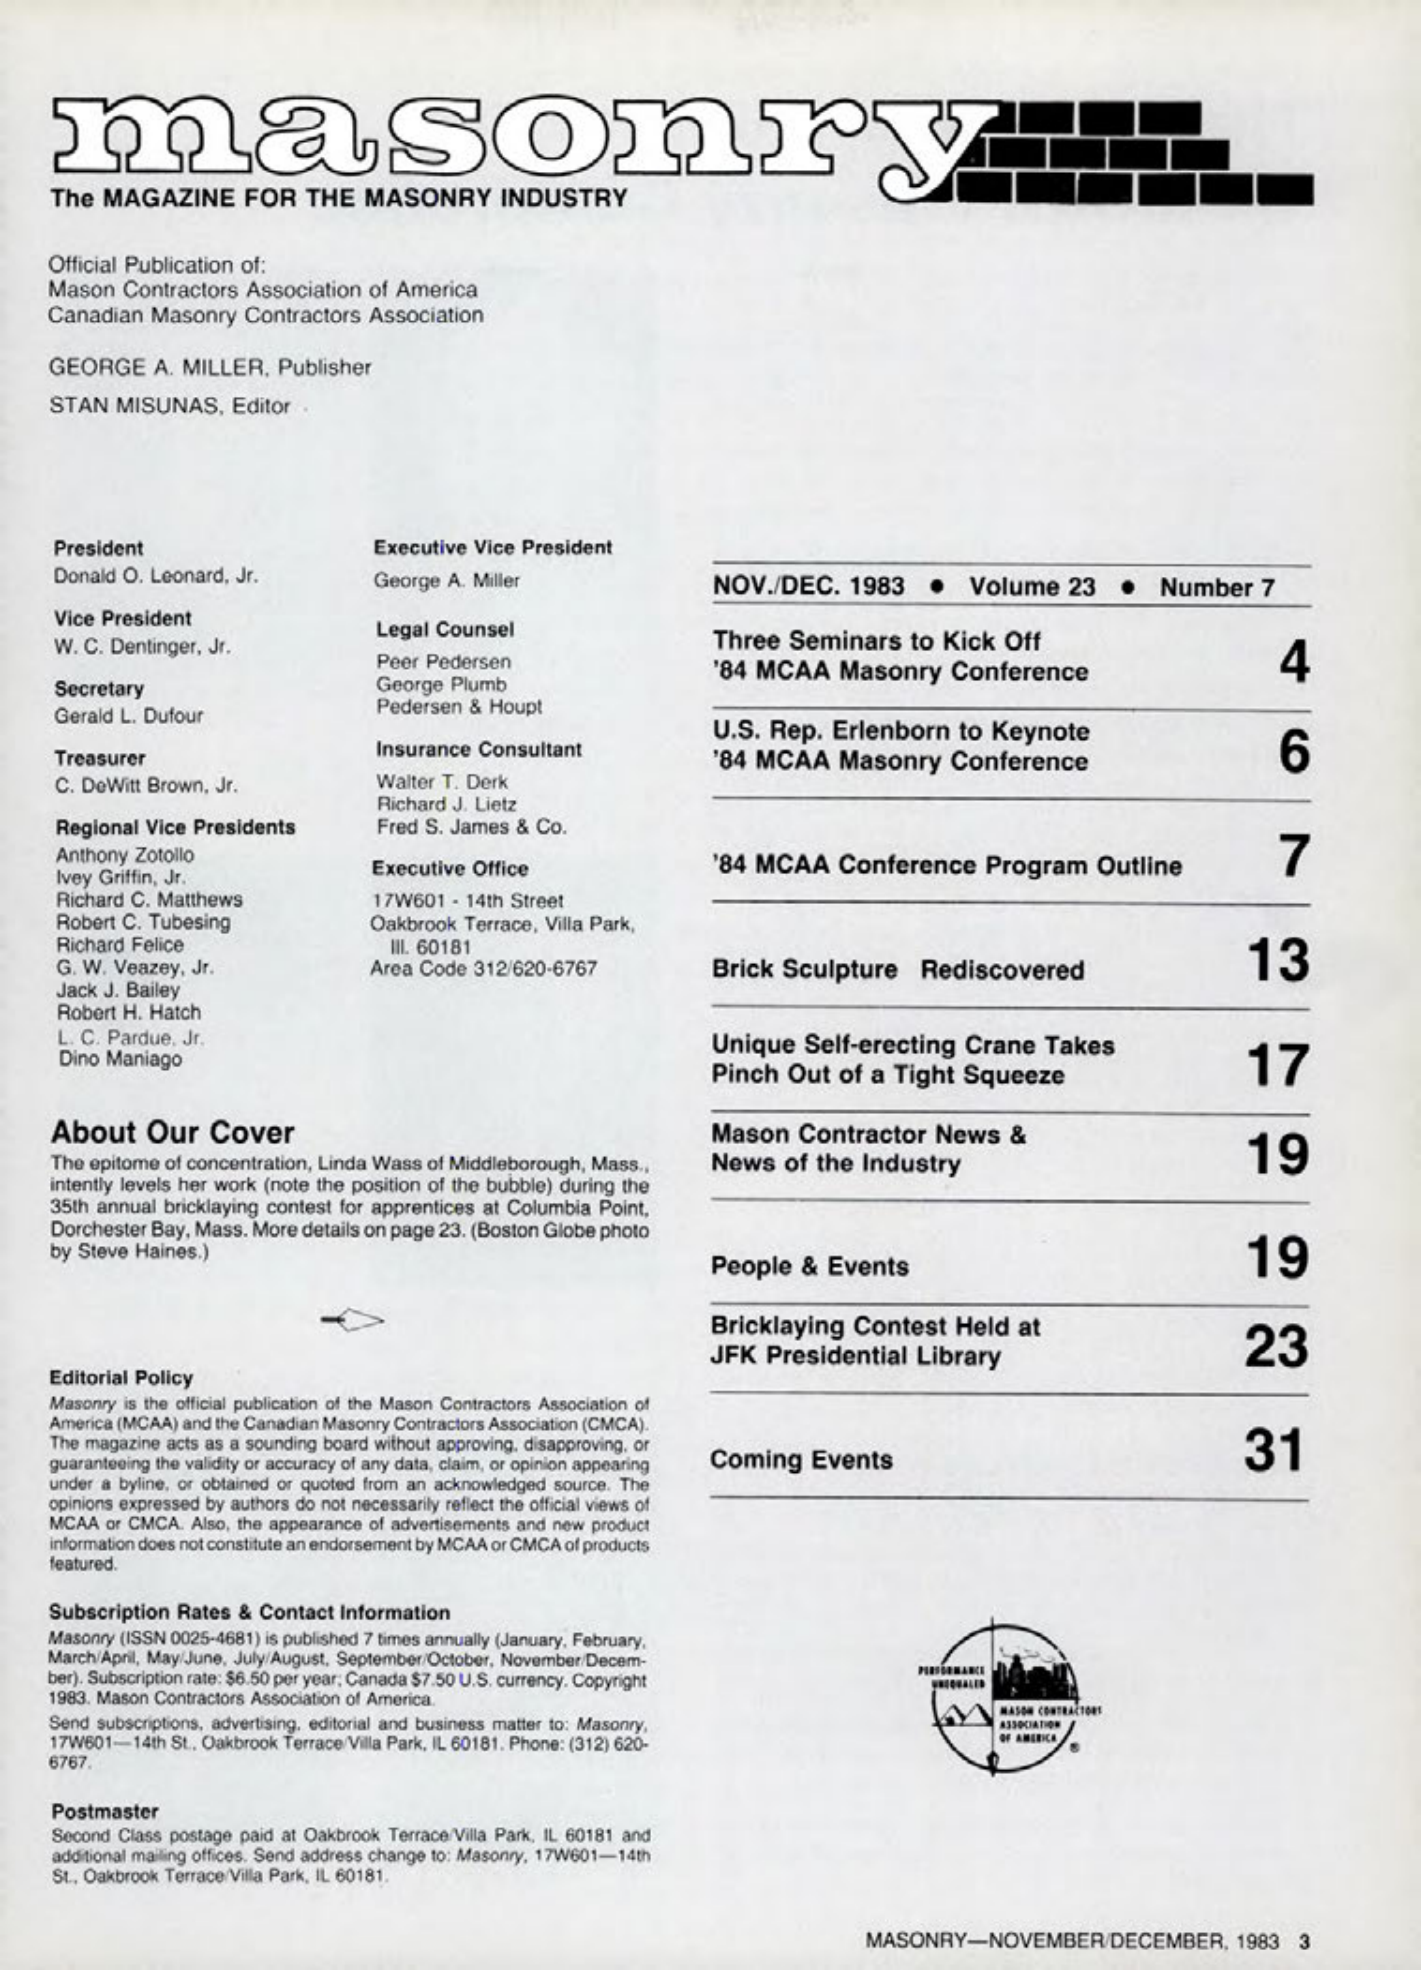 masonry
The MAGAZINE FOR THE MASONRY INDUSTRY
Official Publication of:
Mason Contractors Association of America
Canadian Masonry Contractors Association
GEORGE A. MILLER, Publisher
STAN MISUNAS, Editor
President
Donald O. Leonard, Jr.
Vice President
W. C. Dentinger, Jr.
Secretary
Gerald L. Dufour
Treasurer
C. DeWitt Brown, Jr.
Regional Vice Presidents
Anthony Zotollo
Ivey Griffin, Jr.
Richard C. Matthews
Robert C. Tubesing
Richard Felice
G. W. Veazey, Jr.
Jack J. Bailey
Robert H. Hatch
L. C. Pardue, Jr.
Dino Maniago
Executive Vice President
George A. Miller
Legal Counsel
Peer Pedersen
George Plumb
Pedersen & Houpt
Insurance Consultant
Walter T. Derk
Richard J. Lietz
Fred S. James & Co.
Executive Office
17W601 - 14th Street
Oakbrook Terrace, Villa Park,
Ill. 60181
Area Code 312/620-6767
About Our Cover
The epitome of concentration, Linda Wass of Middleborough, Mass.,
intently levels her work (note the position of the bubble) during the
35th annual bricklaying contest for apprentices at Columbia Point,
Dorchester Bay, Mass. More details on page 23. (Boston Globe photo
by Steve Haines.)
Editorial Policy
Masonry is the official publication of the Mason Contractors Association of
America (MCAA) and the Canadian Masonry Contractors Association (CMCA).
The magazine acts as a sounding board without approving, disapproving, or
guaranteeing the validity or accuracy of any data, claim, or opinion appearing
under a byline, or obtained or quoted from an acknowledged source. The
opinions expressed by authors do not necessarily reflect the official views of
MCAA or CMCA. Also, the appearance of advertisements and new product
information does not constitute an endorsement by MCAA or CMCA of products
featured.
Subscription Rates & Contact Information
Masonry (ISSN 0025-4681) is published 7 times annually (January, February,
March/April, May/June, July/August, September/October, November/Decem-
ber). Subscription rate: $6.50 per year; Canada $7.50 U.S. currency. Copyright
1983. Mason Contractors Association of America.
Send subscriptions, advertising, editorial and business matter to: Masonry,
17W601—14th St., Oakbrook Terrace/Villa Park, IL 60181. Phone: (312) 620-
6767.
Postmaster
Second Class postage paid at Oakbrook Terrace/Villa Park, IL 60181 and
additional mailing offices. Send address change to: Masonry, 17W601—14th
St., Oakbrook Terrace/Villa Park, IL 60181.
NOV./DEC. 1983 ● Volume 23 ● Number 7
Three Seminars to Kick Off
'84 MCAA Masonry Conference 4
U.S. Rep. Erlenborn to Keynote
'84 MCAA Masonry Conference 6
'84 MCAA Conference Program Outline 7
Brick Sculpture Rediscovered 13
Unique Self-erecting Crane Takes
Pinch Out of a Tight Squeeze 17
Mason Contractor News &
News of the Industry 19
People & Events 19
Bricklaying Contest Held at
JFK Presidential Library 23
Coming Events 31
PERFORMANCE
UNEQUALED
MASON CONTRACTORS
ASSOCIATION
OF AMERICA
®
MASONRY—NOVEMBER/DECEMBER, 1983 3